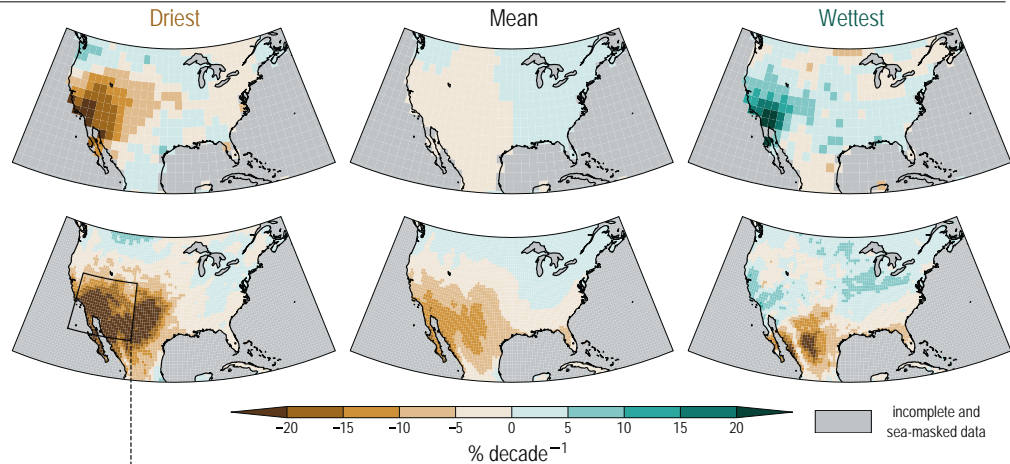 Driest Mean Wettest
−20 −15 −10 −5 0 5 10 15 20
% decade−1
incomplete and
sea-masked data